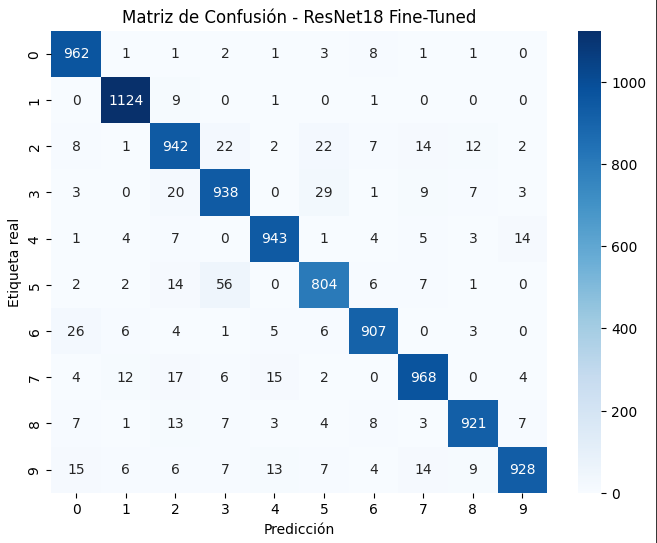 Matriz de Confusión - ResNet18 Fine-Tuned
0 962 1 1 2 1 3 8 1 1 0
1 0 1124 9 0 1 0 1 0 0 0
2 8 1 942 22 2 22 7 14 12 2
3 3 0 20 938 0 29 1 9 7 3
4 1 4 7 0 943 1 4 5 3 14
5 2 2 14 56 0 804 6 7 1 0
6 26 6 4 1 5 6 907 0 3 0
7 4 12 17 6 15 2 0 968 0 4
8 7 1 13 7 3 4 8 3 921 7
9 15 6 6 7 13 7 4 14 9 928
0 1 2 3 4 5 6 7 8 9
Predicción
Etiqueta real
1000
800
600
400
200
0